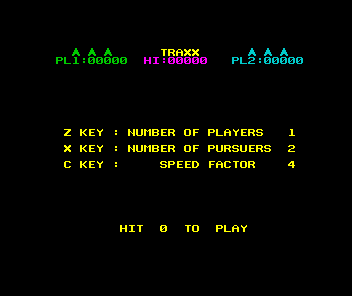 TRAXX
PL1:00000 HI:00000 PL2:00000
Z KEY : NUMBER OF PLAYERS 1
X KEY : NUMBER OF PURSUERS 2
C KEY : SPEED FACTOR 4
HIT 0 TO PLAY